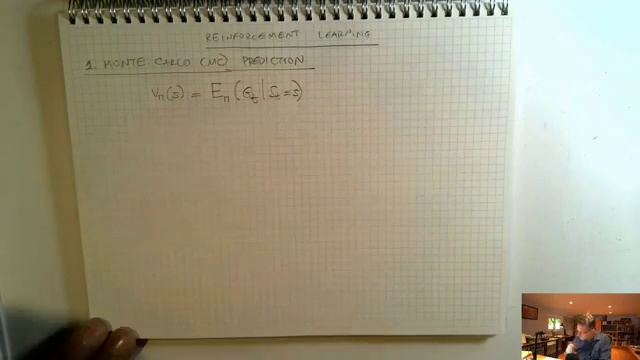 REINFORCEMENT LEARNING
1 MONTE CARLO (MC) PREDICTION
Vπ(s) = Eπ(Gt | St = s)